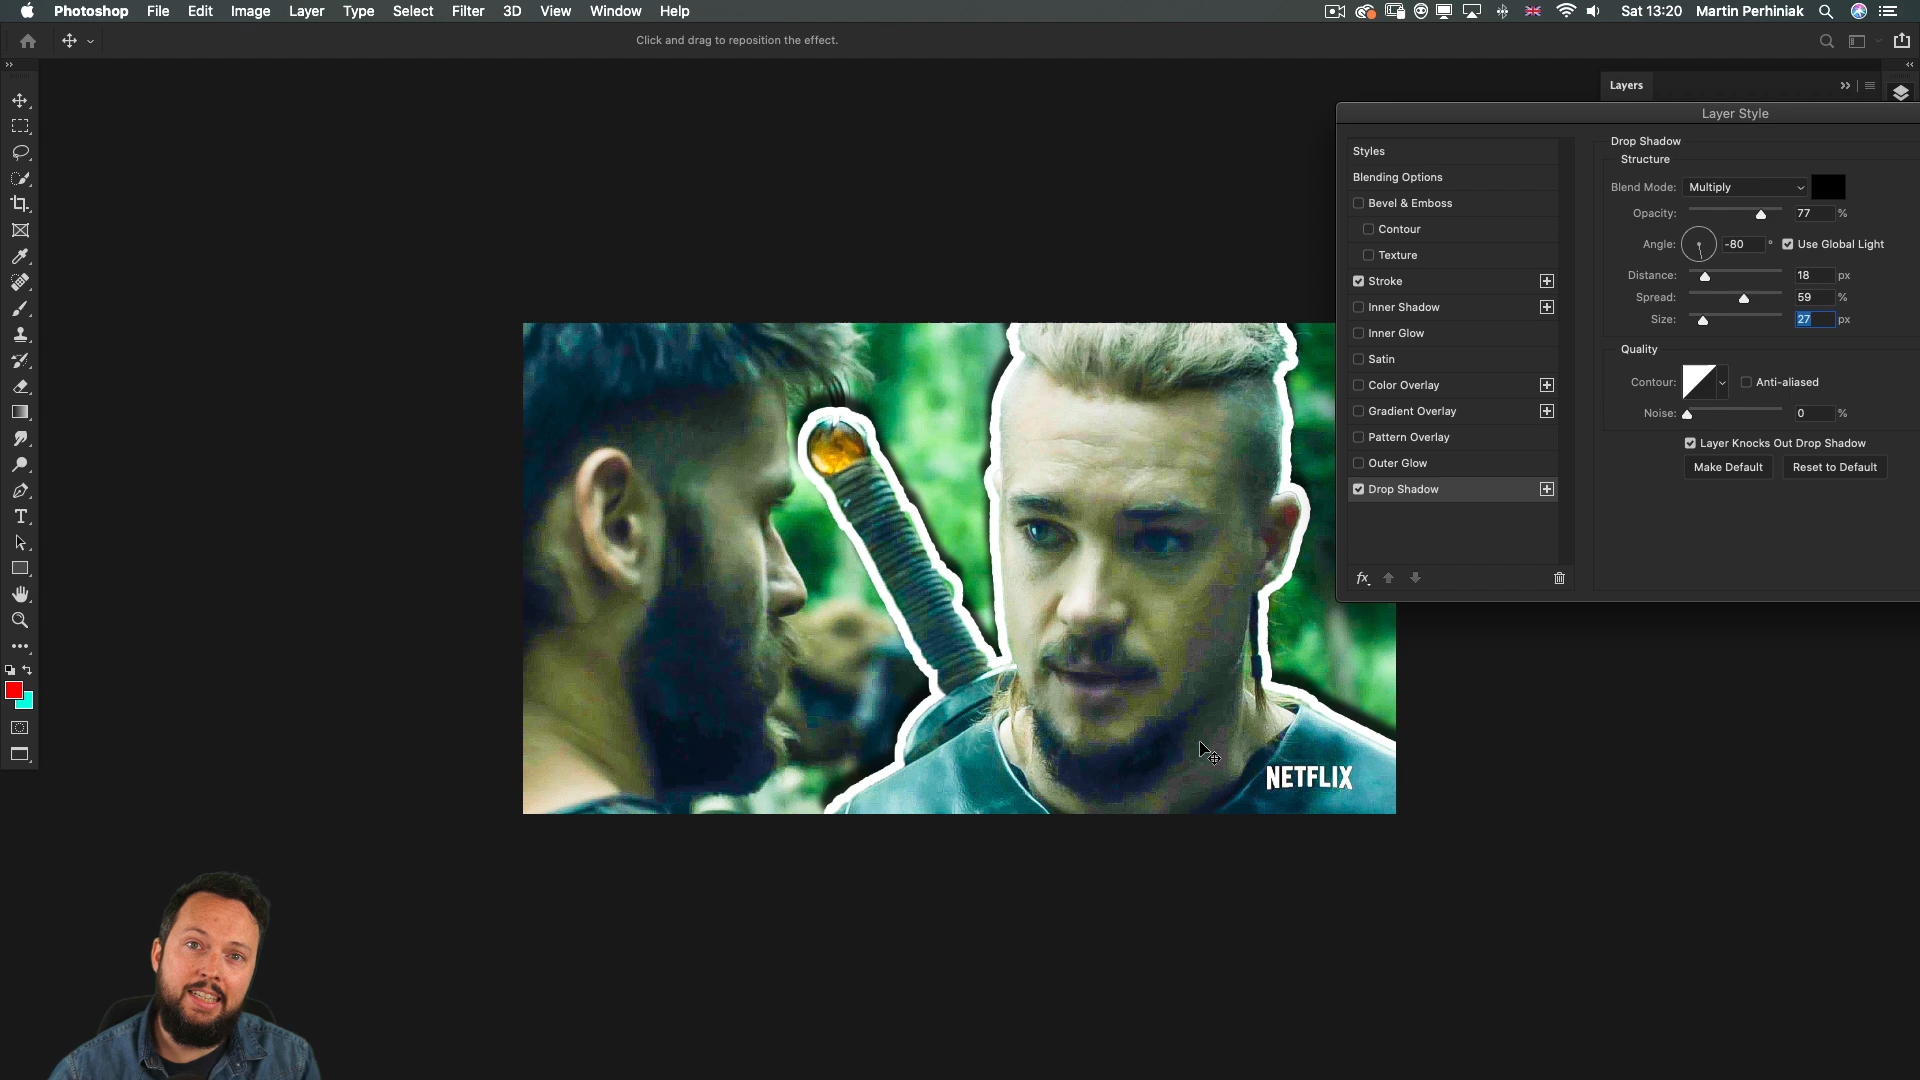 Photoshop File Edit Image Layer Type Select Filter 3D View Window Help Sat 13:20 Martin Perhiniak
Click and drag to reposition the effect.
Layers
Layer Style
Styles
Blending Options
Bevel & Emboss
Contour
Texture
Stroke
Inner Shadow
Inner Glow
Satin
Color Overlay
Gradient Overlay
Pattern Overlay
Outer Glow
Drop Shadow
fx
Drop Shadow
Structure
Blend Mode: Multiply
Opacity: 77 %
Angle: -80 ° Use Global Light
Distance: 18 px
Spread: 59 %
Size: 27 px
Quality
Contour: Anti-aliased
Noise: 0 %
Layer Knocks Out Drop Shadow
Make Default Reset to Default
NETFLIX